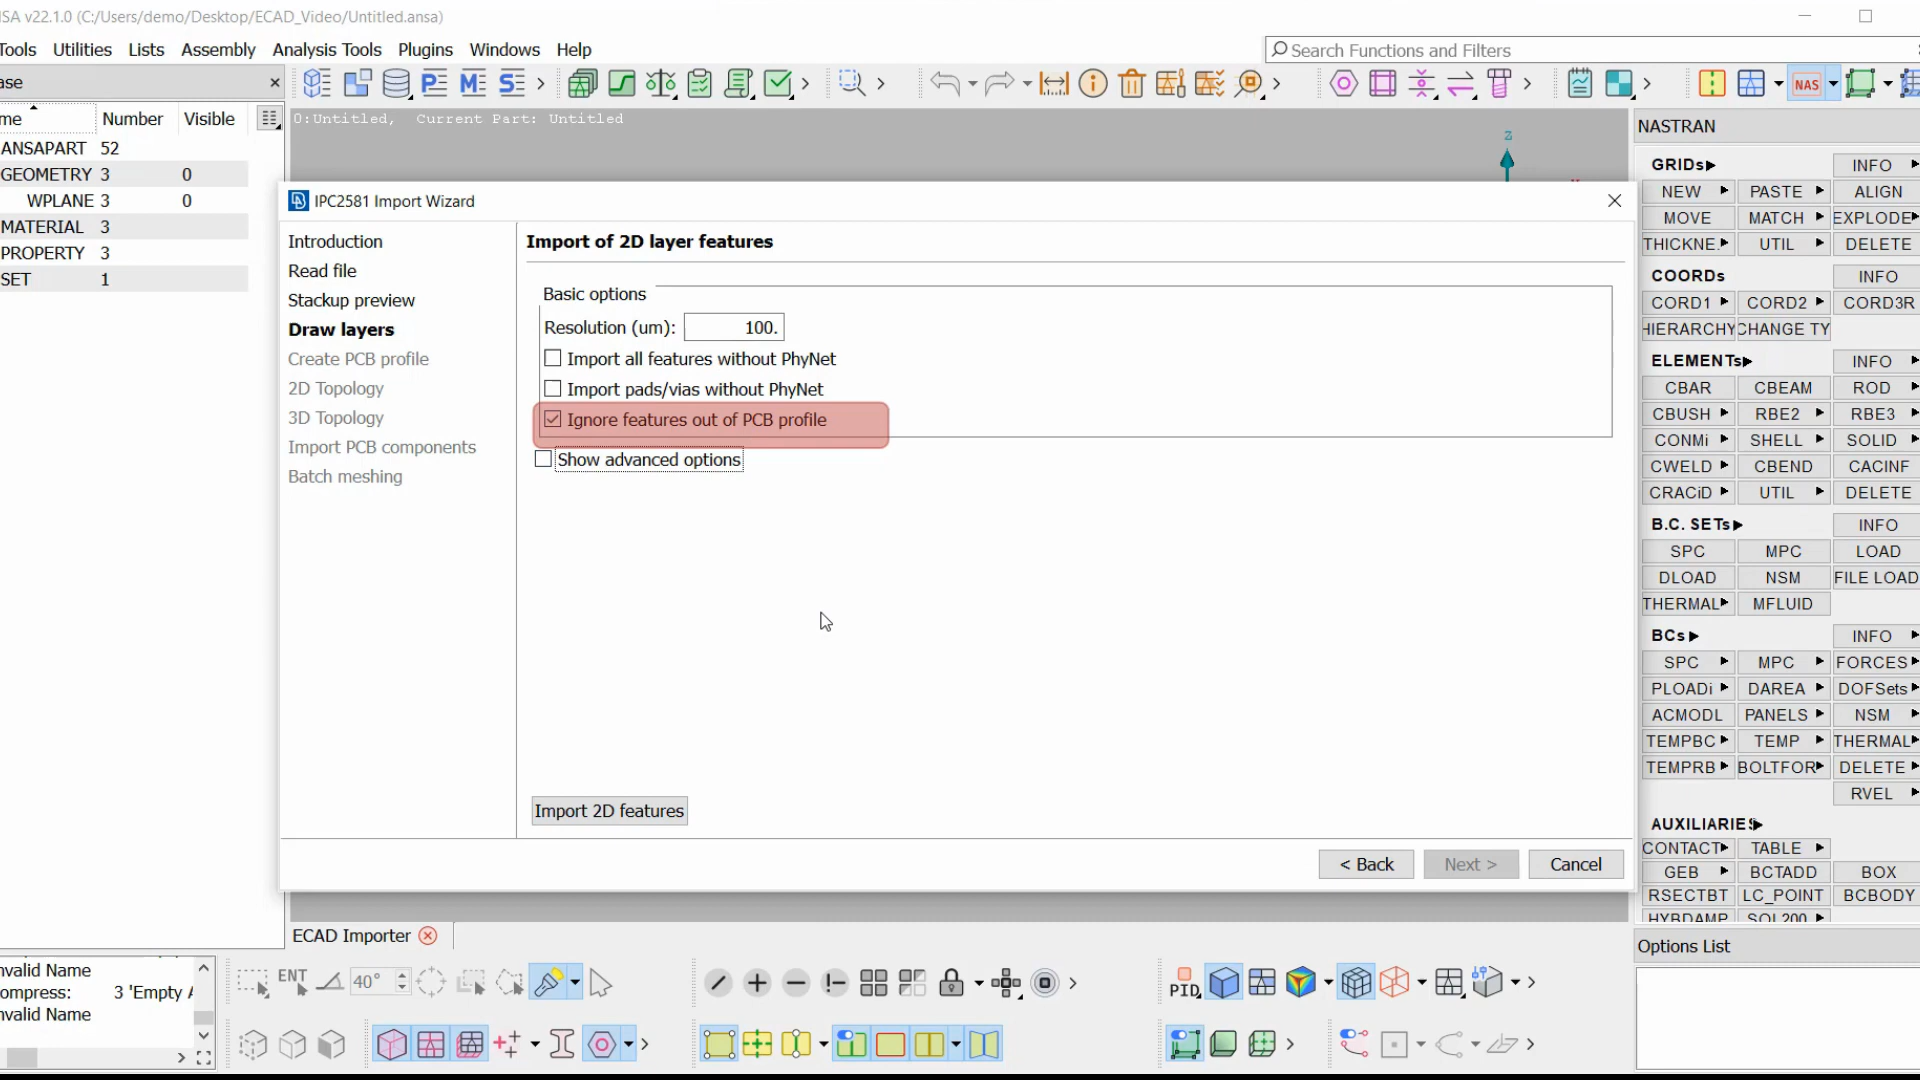 SA v22.1.0 (C:/Users/demo/Desktop/ECAD_Video/Untitled.ansa)
Tools Utilities Lists Assembly Analysis Tools Plugins Windows Help
Search Functions and Filters
ase
me Number Visible
ANSAPART 52
GEOMETRY 3 0
WPLANE 3 0
MATERIAL 3
PROPERTY 3
SET 1
NAS
0:Untitled, Current Part: Untitled
z
IPC2581 Import Wizard
Introduction
Read file
Stackup preview
Draw layers
Create PCB profile
2D Topology
3D Topology
Import PCB components
Batch meshing
Import of 2D layer features
Basic options
Resolution (um): 100.
Import all features without PhyNet
Import pads/vias without PhyNet
Ignore features out of PCB profile
Show advanced options
Import 2D features
< Back Next > Cancel
NASTRAN
GRIDs INFO
NEW PASTE ALIGN
MOVE MATCH EXPLODE
THICKNE. UTIL DELETE
COORDs INFO
CORD1 CORD2 CORD3R
HIERARCHY CHANGE TY
ELEMENTs INFO
CBAR CBEAM ROD
CBUSH RBE2 RBE3
CONMi SHELL SOLID
CWELD CBEND CACINF
CRACiD UTIL DELETE
B.C. SETs INFO
SPC MPC LOAD
DLOAD NSM FILE LOAD
THERMAL MFLUID
BCs INFO
SPC MPC FORCES
PLOADi DAREA DOFSets
ACMODL PANELS NSM
TEMPBC TEMP THERMAL
TEMPRB BOLTFOR DELETE
RVEL
AUXILIARIES
CONTACT TABLE
GEB BCTADD BOX
RSECTBT LC_POINT BCBODY
HYBDAMP SOL200
Options List
ECAD Importer
nvalid Name
ompress: 3 'Empty A
nvalid Name
ENT 40°
PID